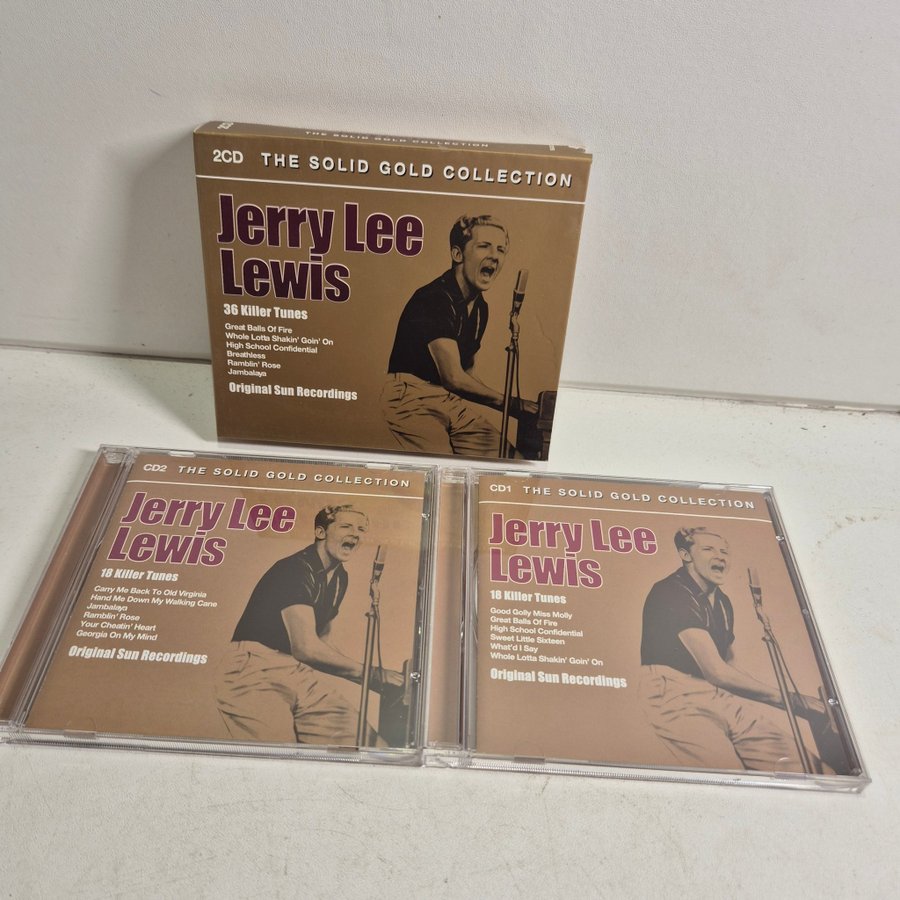 THE SOLID GOLD COLLECTION
2CD THE SOLID GOLD COLLECTION
Jerry Lee
Lewis
36 Killer Tunes
Great Balls Of Fire
Whole Lotta Shakin' Goin' On
High School Confidential
Breathless
Ramblin' Rose
Jambalaya
Original Sun Recordings
CD2 THE SOLID GOLD COLLECTION
Jerry Lee
Lewis
18 Killer Tunes
Carry Me Back To Old Virginia
Hand Me Down My Walking Cane
Jambalaya
Ramblin' Rose
Your Cheatin' Heart
Georgia On My Mind
Original Sun Recordings
CD1 THE SOLID GOLD COLLECTION
Jerry Lee
Lewis
18 Killer Tunes
Good Golly Miss Molly
Great Balls Of Fire
High School Confidential
Sweet Little Sixteen
What'd I Say
Whole Lotta Shakin' Goin' On
Original Sun Recordings